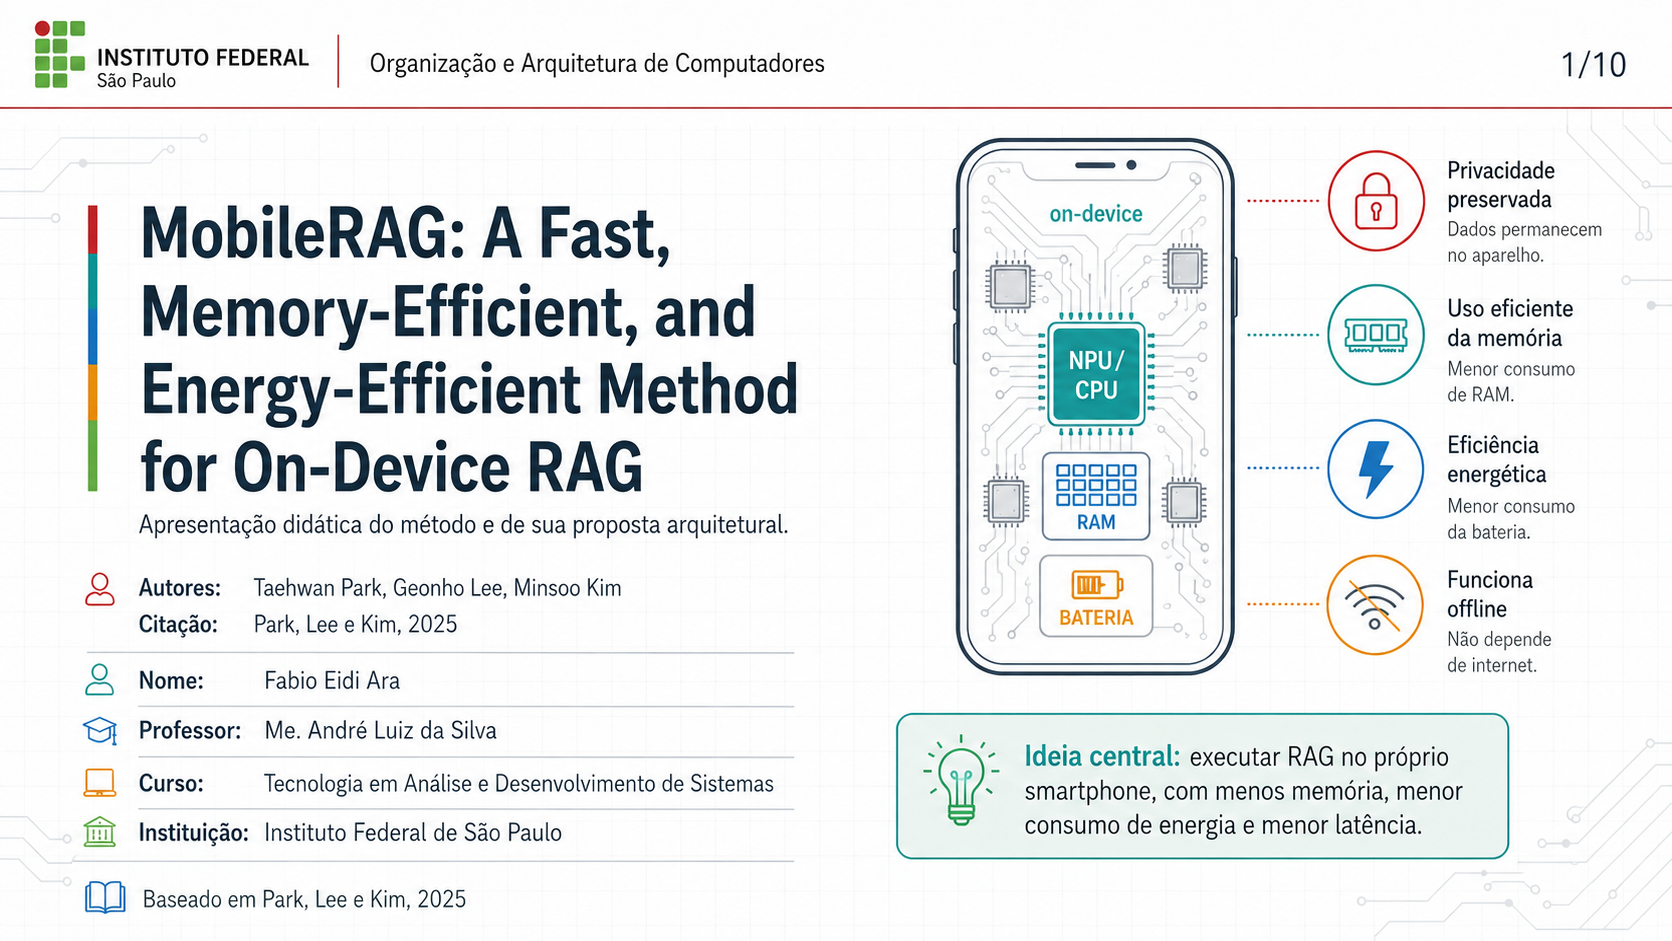 INSTITUTO FEDERAL
São Paulo
Organização e Arquitetura de Computadores
1/10
MobileRAG: A Fast,
Memory-Efficient, and
Energy-Efficient Method
for On-Device RAG
Apresentação didática do método e de sua proposta arquitetural.
Autores: Taehwan Park, Geonho Lee, Minsoo Kim
Citação: Park, Lee e Kim, 2025
Nome: Fabio Eidi Ara
Professor: Me. André Luiz da Silva
Curso: Tecnologia em Análise e Desenvolvimento de Sistemas
Instituição: Instituto Federal de São Paulo
Baseado em Park, Lee e Kim, 2025
on-device
NPU/
CPU
RAM
BATERIA
Privacidade
preservada
Dados permanecem
no aparelho.
Uso eficiente
da memória
Menor consumo
de RAM.
Eficiência
energética
Menor consumo
da bateria.
Funciona
offline
Não depende
de internet.
Ideia central: executar RAG no próprio
smartphone, com menos memória, menor
consumo de energia e menor latência.